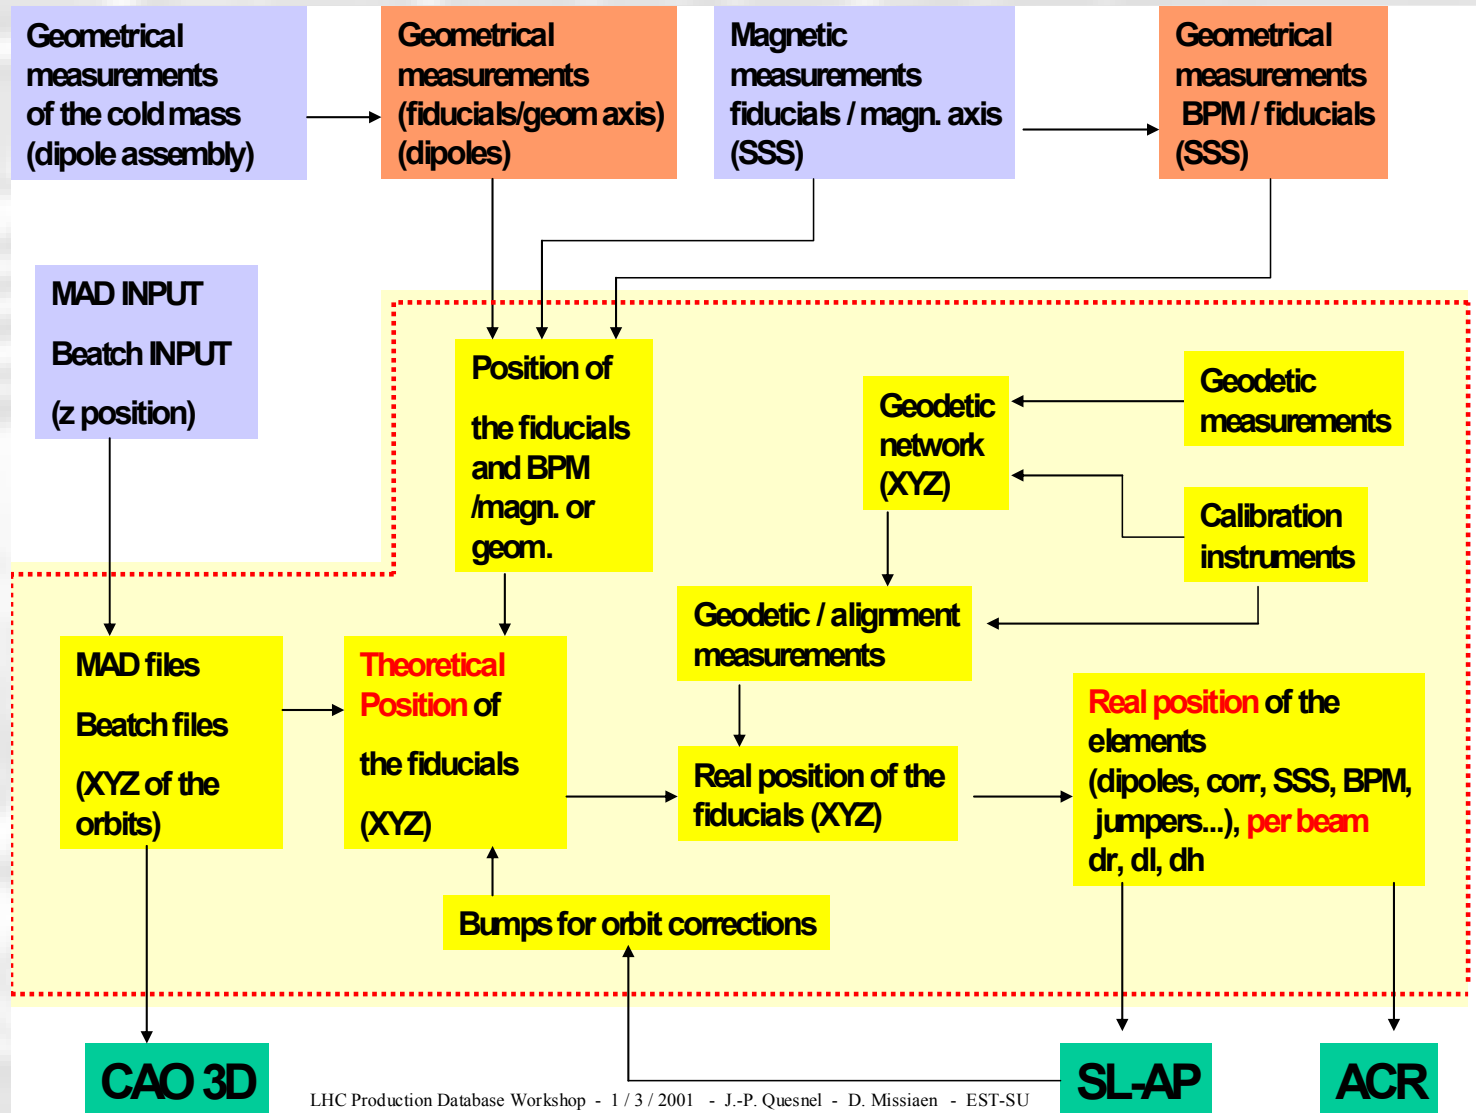 Geometrical
measurements
of the cold mass
(dipole assembly)
Geometrical
measurements
(fiducials/geom axis)
(dipoles)
Magnetic
measurements
fiducials / magn. axis
(SSS)
Geometrical
measurements
BPM / fiducials
(SSS)
MAD INPUT
Beatch INPUT
(z position)
Position of
the fiducials
and BPM
/magn. or
geom.
Geodetic
network
(XYZ)
Geodetic
measurements
Calibration
instruments
Geodetic / alignment
measurements
MAD files
Beatch files
(XYZ of the
orbits)
Theoretical
Position of
the fiducials
(XYZ)
Real position of the
fiducials (XYZ)
Real position of the
elements
(dipoles, corr, SSS, BPM,
jumpers...), per beam
dr, dl, dh
Bumps for orbit corrections
CAO 3D
SL-AP
ACR
LHC Production Database Workshop - 1 / 3 / 2001 - J.-P. Quesnel - D. Missiaen - EST-SU